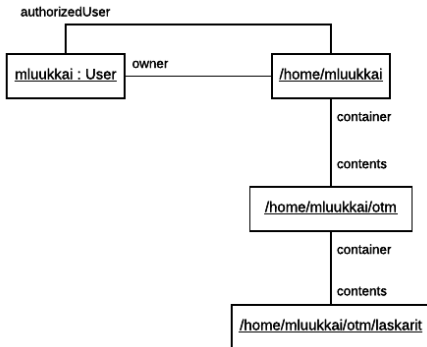 authorizedUser
mluukkai : User
owner
/home/mluukkai
container
contents
/home/mluukkai/otm
container
contents
/home/mluukkai/otm/laskarit